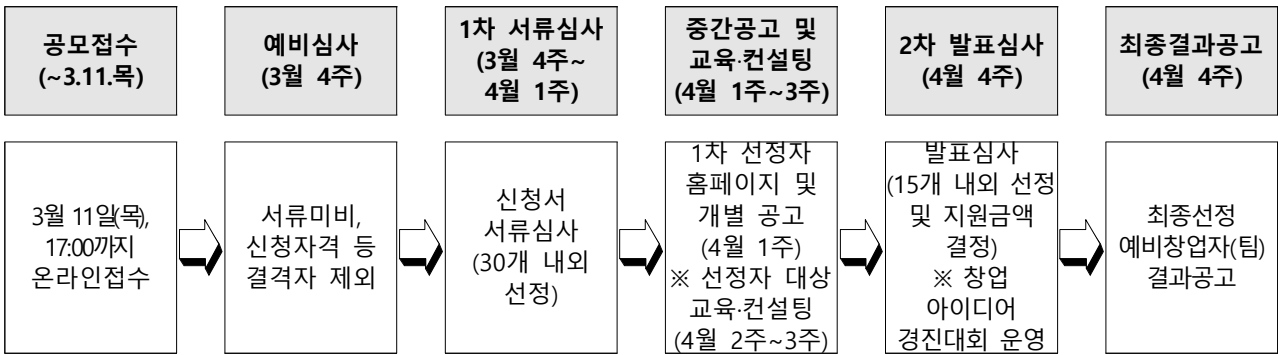 공모접수
(~3.11.목)
예비심사
(3월 4주)
1차 서류심사
(3월 4주~
4월 1주)
중간공고 및
교육·컨설팅
(4월 1주~3주)
2차 발표심사
(4월 4주)
최종결과공고
(4월 4주)
3월 11일(목),
17:00까지
온라인접수
서류미비,
신청자격 등
결격자 제외
신청서
서류심사
(30개 내외
선정)
1차 선정자
홈페이지 및
개별 공고
(4월 1주)
※ 선정자 대상
교육·컨설팅
(4월 2주~3주)
발표심사
(15개 내외 선정
및 지원금액
결정)
※ 창업
아이디어
경진대회 운영
최종선정
예비창업자(팀)
결과공고